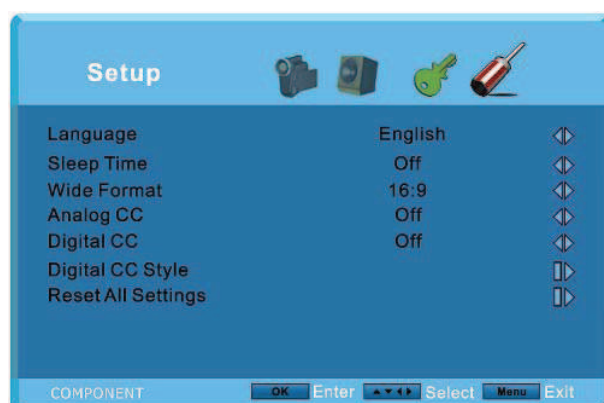 Setup
Language English
Sleep Time Off
Wide Format 16:9
Analog CC Off
Digital CC Off
Digital CC Style
Reset All Settings
COMPONENT OK Enter Select Menu Exit